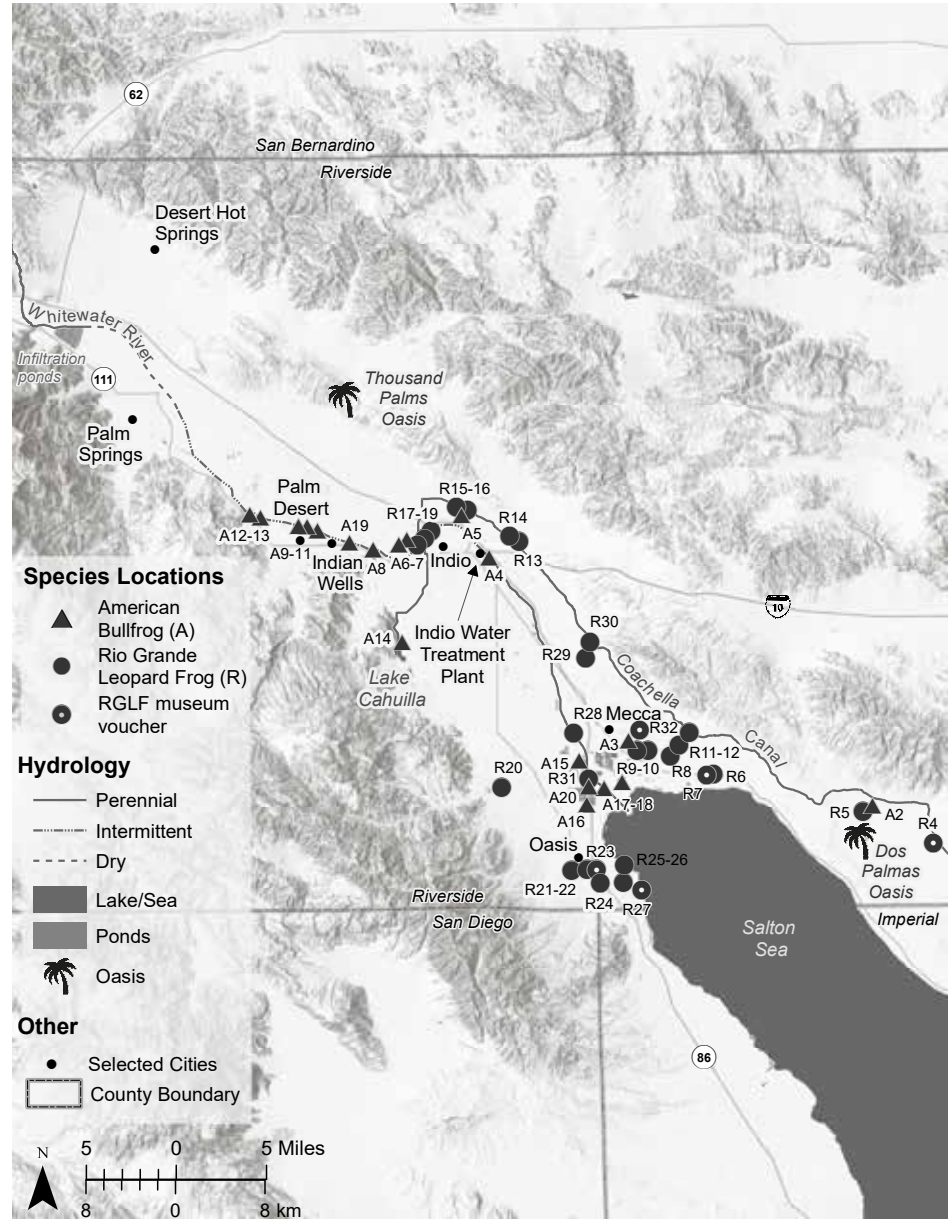 62
San Bernardino
Riverside
Desert Hot
Springs
Whitewater River
Infiltration
ponds
111
Thousand
Palms
Oasis
Palm
Springs
R15-16
Palm
Desert
R17-19
R14
A19
A5
A12-13
R13
A9-11
A6-7
Indio
Indian
Wells
A8
A4
10
Species Locations
American
Bullfrog (A)
Rio Grande
Leopard Frog (R)
RGLF museum
voucher
Indio Water
Treatment
Plant
A14
Lake
Cahuilla
R30
R29
Coachella
Canal
R28
Mecca
R32
A3
R11-12
A15
R9-10
R8
R6
R31
R7
R20
A20
A17-18
A16
R5
A2
R4
Oasis
R23
R25-26
Dos
Palmas
Oasis
R21-22
R24
R27
Riverside
San Diego
Imperial
Salton
Sea
Hydrology
Perennial
Intermittent
Dry
Lake/Sea
Ponds
Oasis
Other
Selected Cities
County Boundary
86
N
5 0 5 Miles
8 0 8 km